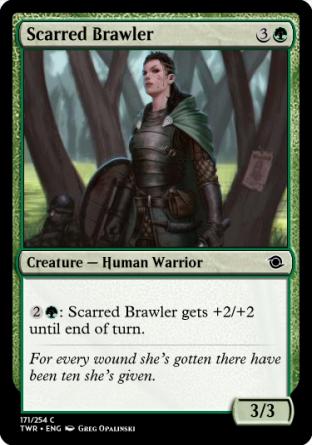 Scarred Brawler 3
Creature — Human Warrior
2: Scarred Brawler gets +2/+2
until end of turn.
For every wound she's gotten there have
been ten she's given.
3/3
171/254 C
TWR • ENG Greg Opalinski